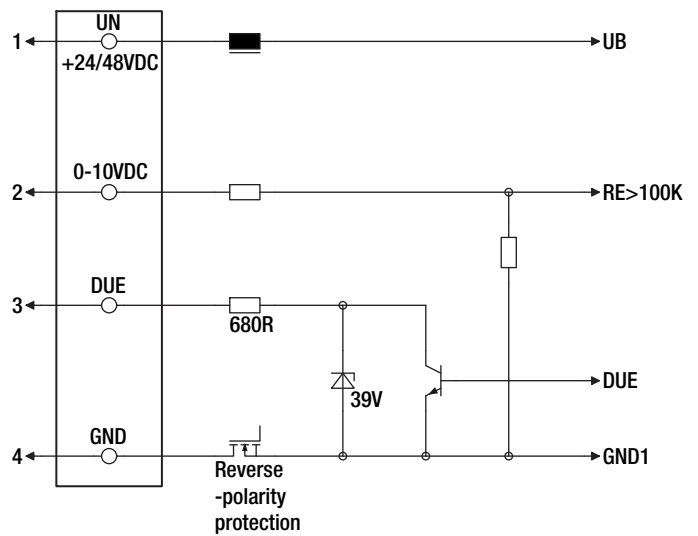 UN
1
+24/48VDC
UB
0-10VDC
2
RE>100K
DUE
3
680R
39V
DUE
GND
4
GND1
Reverse
-polarity
protection